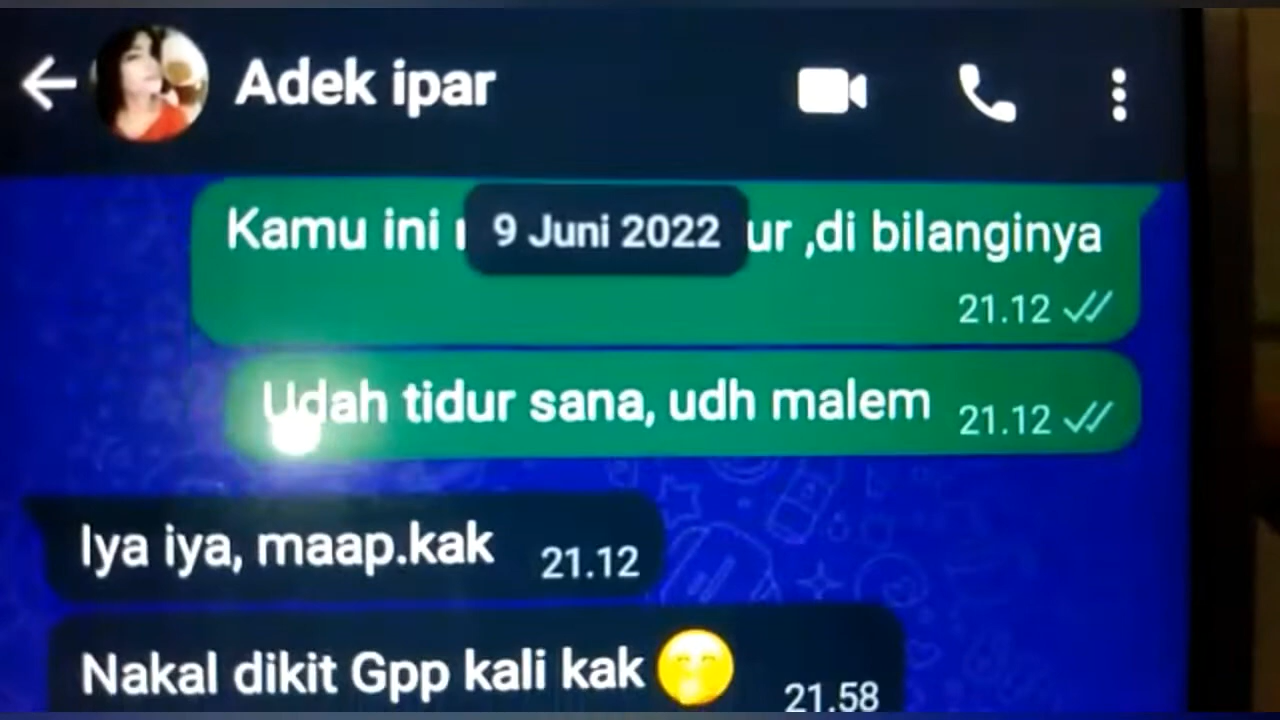 Adek ipar
Kamu ini
9 Juni 2022
,di bilanginya
21.12
Udah tidur sana, udh malem
21.12
Iya iya, maap.kak
21.12
Nakal dikit Gpp kali kak
21.58